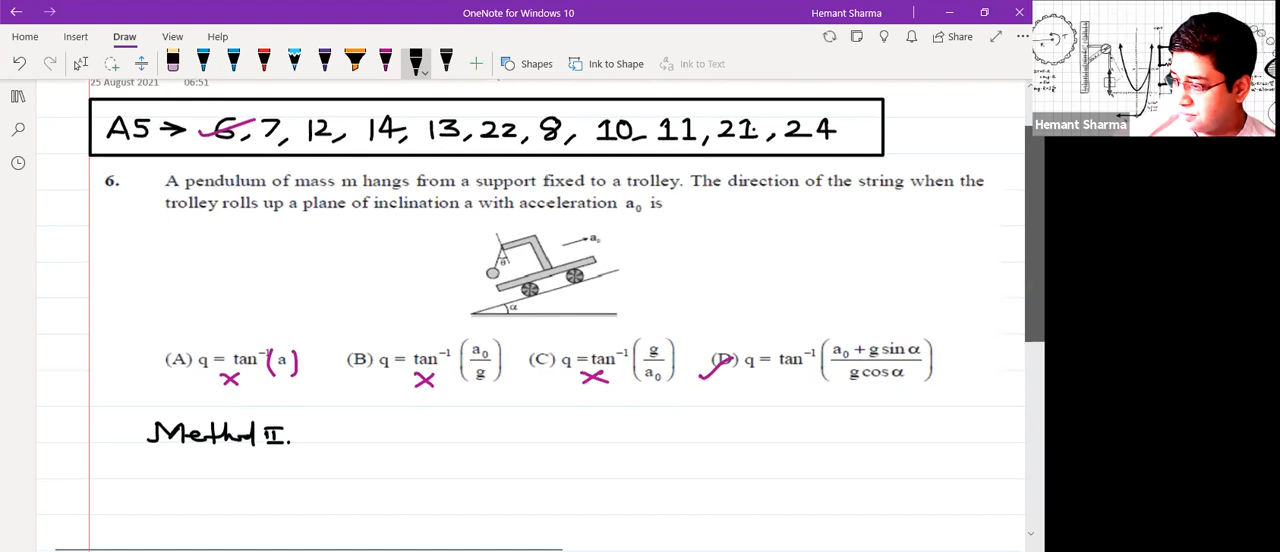 OneNote for Windows 10
Hemant Sharma
Home Insert Draw View Help
Share
Shapes
Ink to Shape
Ink to Text
25 August 2021 06:51
A5 → 6, 7, 12, 14, 13, 22, 8, 10, 11, 21, 24
6. A pendulum of mass m hangs from a support fixed to a trolley. The direction of the string when the
trolley rolls up a plane of inclination a with acceleration a₀ is
a₀
θ
α
(A) q = tan⁻¹(a) (B) q = tan⁻¹(a₀/g) (C) q = tan⁻¹(g/a₀) (D) q = tan⁻¹((a₀ + g sin α)/(g cos α))
Method II.
Hemant Sharma